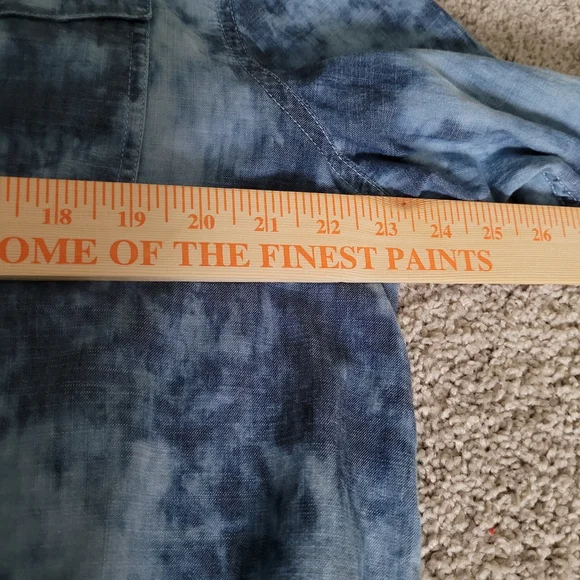 18 19 20 21 22 23 24 25 26
OME OF THE FINEST PAINTS